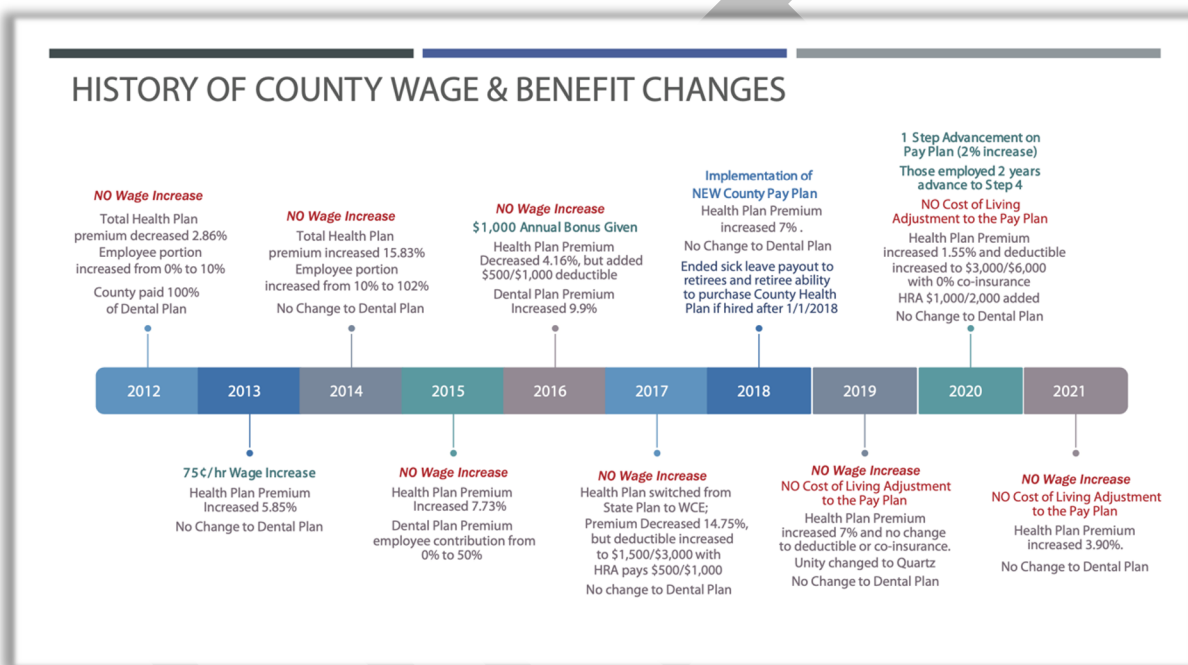 HISTORY OF COUNTY WAGE & BENEFIT CHANGES
NO Wage Increase
Total Health Plan
premium decreased 2.86%
Employee portion
increased from 0% to 10%
County paid 100%
of Dental Plan
NO Wage Increase
Total Health Plan
premium increased 15.83%
Employee portion
increased from 10% to 102%
No Change to Dental Plan
NO Wage Increase
$1,000 Annual Bonus Given
Health Plan Premium
Decreased 4.16%, but added
$500/$1,000 deductible
Dental Plan Premium
Increased 9.9%
Implementation of
NEW County Pay Plan
Health Plan Premium
increased 7% .
No Change to Dental Plan
Ended sick leave payout to
retirees and retiree ability
to purchase County Health
Plan if hired after 1/1/2018
1 Step Advancement on
Pay Plan (2% increase)
Those employed 2 years
advance to Step 4
NO Cost of Living
Adjustment to the Pay Plan
Health Plan Premium
increased 1.55% and deductible
increased to $3,000/$6,000
with 0% co-insurance
HRA $1,000/2,000 added
No Change to Dental Plan
2012 2013 2014 2015 2016 2017 2018 2019 2020 2021
75¢/hr Wage Increase
Health Plan Premium
Increased 5.85%
No Change to Dental Plan
NO Wage Increase
Health Plan Premium
Increased 7.73%
Dental Plan Premium
employee contribution from
0% to 50%
NO Wage Increase
Health Plan switched from
State Plan to WCE;
Premium Decreased 14.75%,
but deductible increased
to $1,500/$3,000 with
HRA pays $500/$1,000
No change to Dental Plan
NO Wage Increase
NO Cost of Living Adjustment
to the Pay Plan
Health Plan Premium
increased 7% and no change
to deductible or co-insurance.
Unity changed to Quartz
No Change to Dental Plan
NO Wage Increase
NO Cost of Living Adjustment
to the Pay Plan
Health Plan Premium
increased 3.90%.
No Change to Dental Plan